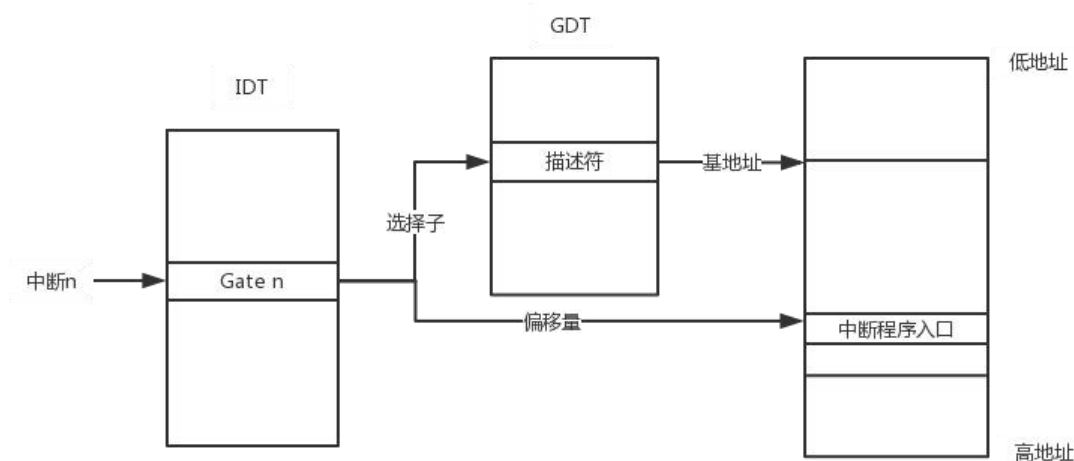 GDT
低地址
IDT
描述符
基地址
选择子
中断n
Gate n
偏移量
中断程序入口
高地址